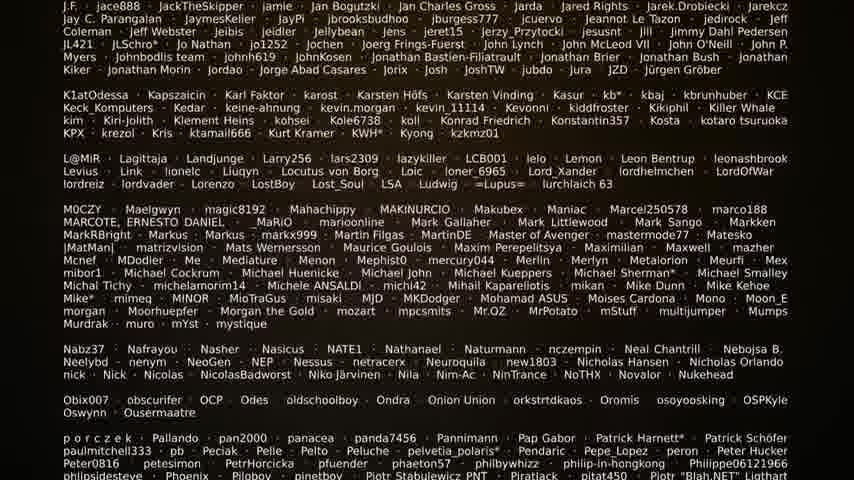 J.F. · jace888 · JackTheSkipper · jamie · Jan Bogutzki · Jan Charles Gross · Jarda · Jared Rights · Jarek.Drobiecki · Jarekcz
Jay C. Parangalan · JaymesKeller · JayPi · jbrooksbudhoo · jburgess777 · jcuervo · Jeannot Le Tazon · jedirock · Jeff
Coleman · Jeff Webster · Jeibis · jeidler · Jellybean · Jens · jeret15 · Jerzy_Przytocki · jesusnt · Jill · Jimmy Dahl Pedersen
JL421 · JLSchro* · Jo Nathan · jo1252 · Jochen · Joerg Frings-Fuerst · John Lynch · John McLeod VII · John O'Neill · John P.
Myers · Johnbodlis team · johnh619 · JohnKosen · Jonathan Bastien-Filiatrault · Jonathan Brier · Jonathan Bush · Jonathan
Kiker · Jonathan Morin · Jordao · Jorge Abad Casares · Jorix · Josh · JoshTW · jubdo · Jura · JZD · Jürgen Gröber
K1atOdessa · Kapszaicin · Karl Faktor · karost · Karsten Höfs · Karsten Vinding · Kasur · kb* · kbaj · kbrunhuber · KCE
Keck_Komputers · Kedar · keine-ahnung · kevin.morgan · kevin_11114 · Kevonni · kiddfroster · Kikiphil · Killer Whale
kim · Kiri-Jolith · Klement Heins · kohsei · Kole6738 · koll · Konrad Friedrich · Konstantin357 · Kosta · kotaro tsuruoka
KPX · krezol · Kris · ktamail666 · Kurt Kramer · KWH* · Kyong · kzkmz01
L@MiR · Lagittaja · Landjunge · Larry256 · lars2309 · lazykiller · LCB001 · lelo · Lemon · Leon Bentrup · leonashbrook
Levius · Link · lionelc · Liuqyn · Locutus von Borg · Loic · loner_6965 · Lord_Xander · lordhelmchen · LordOfWar
lordreiz · lordvader · Lorenzo · LostBoy · Lost_Soul · LSA · Ludwig · =Lupus= · lurchlaich 63
M0CZY · Maelgwyn · magic8192 · Mahachippy · MAKINURCIO · Makubex · Maniac · Marcel250578 · marco188
MARCOTE, ERNESTO DANIEL · _MaRiO · marioonline · Mark Gallaher · Mark_Littlewood · Mark_Sango · Markken
MarkRBright · Markus · Markus · markx999 · Martin Filgas · MartinDE · Master of Avenger · mastermode77 · Matesko
|MatMan| · matrizvision · Mats Wernersson · Maurice Goulois · Maxim Perepelitsya · Maximilian · Maxwell · mazher
Mcnef · MDodier · Me · Mediature · Menon · Mephist0 · mercury044 · Merlin · Merlyn · Metalorion · Meurfi · Mex
mibor1 · Michael Cockrum · Michael Huenicke · Michael John · Michael Kueppers · Michael Sherman* · Michael Smalley
Michal Tichy · michelamorin14 · Michele ANSALDI · michi42 · Mihail Kapareliotis · mikan · Mike Dunn · Mike Kehoe
Mike* · mimeq · MINOR · MioTraGus · misaki · MJD · MKDodger · Mohamad ASUS · Moises Cardona · Mono · Moon_E
morgan · Moorhuepfer · Morgan the Gold · mozart · mpcsmits · Mr.OZ · MrPotato · mStuff · multijumper · Mumps
Murdrak · muro · mYst · mystique
Nabz37 · Nafrayou · Nasher · Nasicus · NATE1 · Nathanael · Naturmann · nczempin · Neal Chantrill · Nebojsa B.
Neelybd · nenym · NeoGen · NEP · Nessus · netracerx · Neuroquila · new1803 · Nicholas Hansen · Nicholas Orlando
nick · Nick · Nicolas · NicolasBadworst · Niko Järvinen · Nila · Nim-Ac · NinTrance · NoTHX · Novalor · Nukehead
Obix007 · obscurifer · OCP · Odes · oldschoolboy · Ondra · Onion Union · orkstrtdkaos · Oromis · osoyoosking · OSPKyle
Oswynn · Ousermaatre
p o r c z e k · Pallando · pan2000 · panacea · panda7456 · Pannimann · Pap Gabor · Patrick Harnett* · Patrick Schöfer
paulmitchell333 · pb · Peciak · Pelle · Pelto · Peluche · pelvetia_polaris* · Pendaric · Pepe_Lopez · peron · Peter Hucker
Peter0816 · petesimon · PetrHorcicka · pfuender · phaeton57 · philbywhizz · philip-in-hongkong · Philippe06121966
philpsidesteve · Phoenix · Piloboy · pinetboy · Piotr Stabulewicz PNT · PiratJack · pitat450 · Piotr "Blah.NET" Ligthart